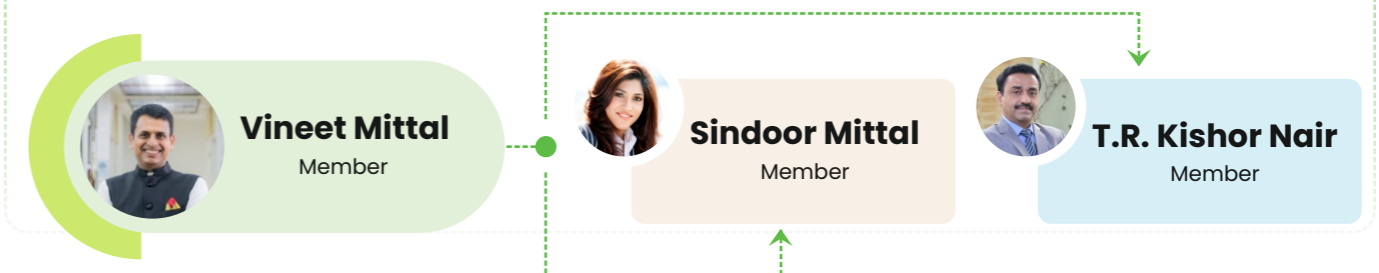 Vineet Mittal
Member
Sindoor Mittal
Member
T.R. Kishor Nair
Member